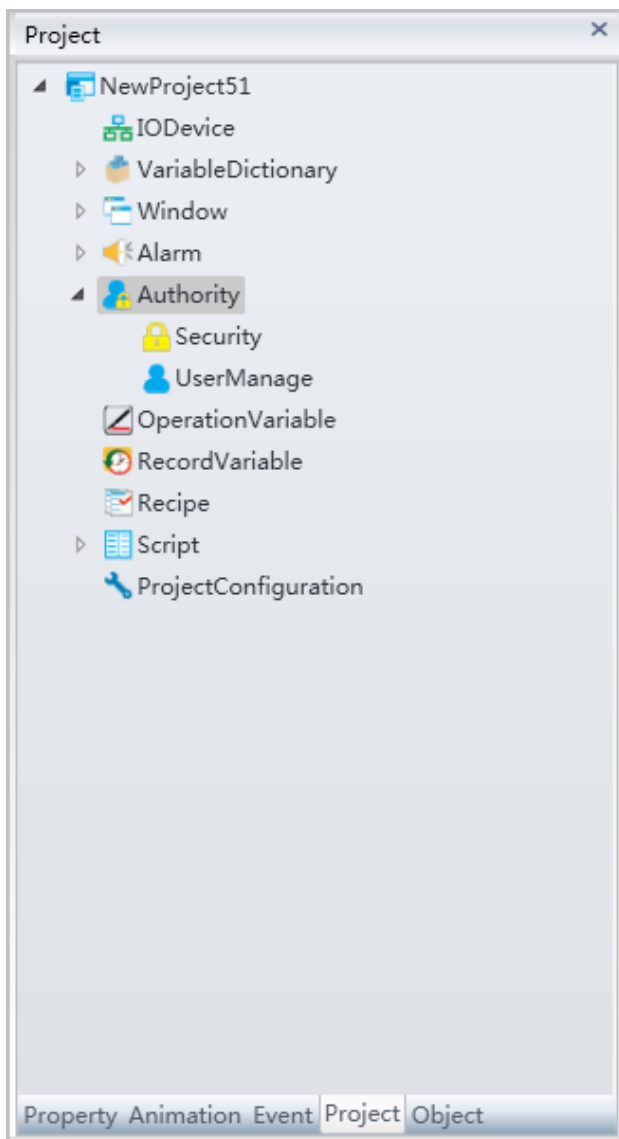 Project
NewProject51
IODevice
VariableDictionary
Window
Alarm
Authority
Security
UserManage
OperationVariable
RecordVariable
Recipe
Script
ProjectConfiguration
Property Animation Event Project Object